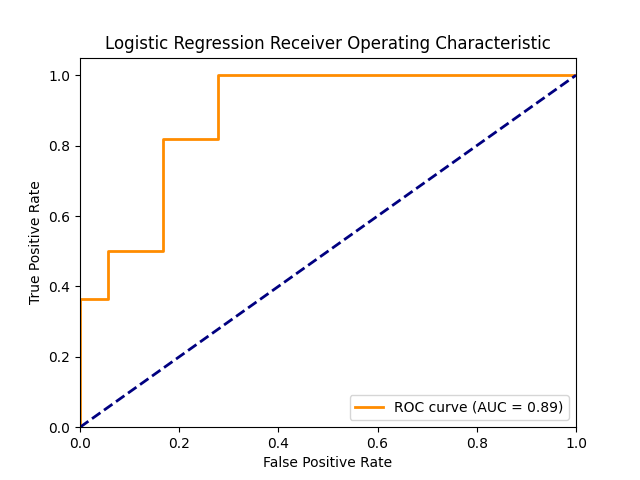 Logistic Regression Receiver Operating Characteristic
1.0
0.8
0.6
0.4
0.2
0.0
True Positive Rate
ROC curve (AUC = 0.89)
0.0 0.2 0.4 0.6 0.8 1.0
False Positive Rate